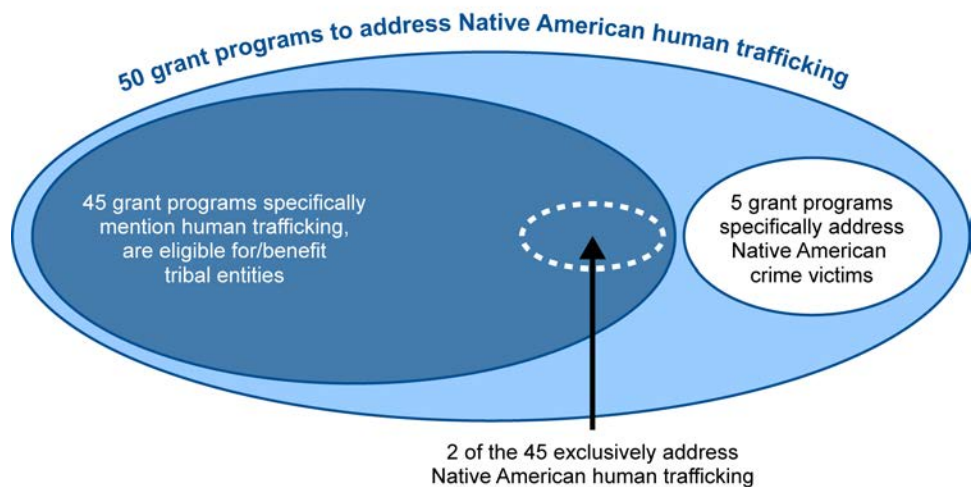 50 grant programs to address Native American human trafficking
45 grant programs specifically
mention human trafficking,
are eligible for/benefit
tribal entities
5 grant programs
specifically address
Native American
crime victims
2 of the 45 exclusively address
Native American human trafficking